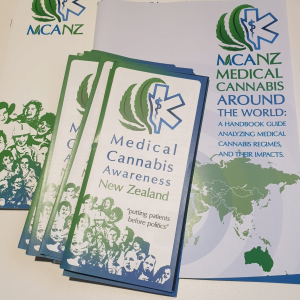 MCANZ
MCANZ
MEDICAL
CANNABIS
AROUND
THE WORLD:
A HANDBOOK GUIDE
ANALYZING MEDICAL
CANNABIS REGIMES,
AND THEIR IMPACTS.
Medical
Cannabis
Awareness
New Zealand
"putting patients
before politics"